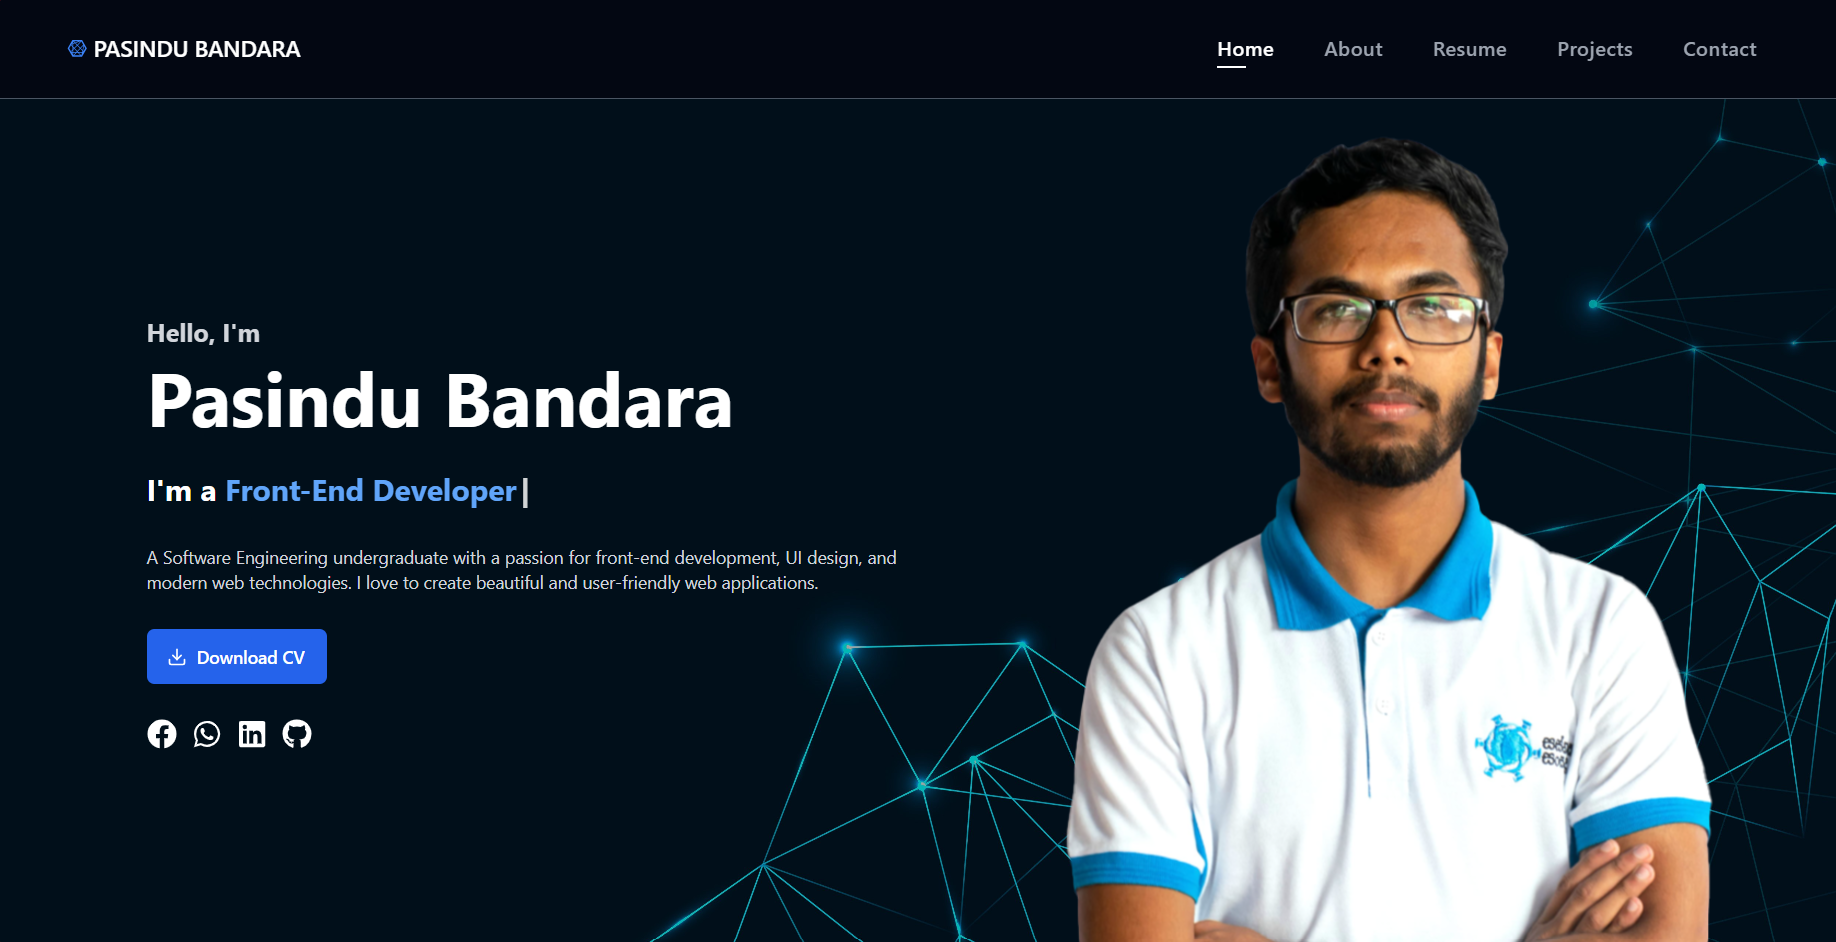 PASINDU BANDARA
Home About Resume Projects Contact
Hello, I'm
Pasindu Bandara
I'm a Front-End Developer|
A Software Engineering undergraduate with a passion for front-end development, UI design, and
modern web technologies. I love to create beautiful and user-friendly web applications.
Download CV